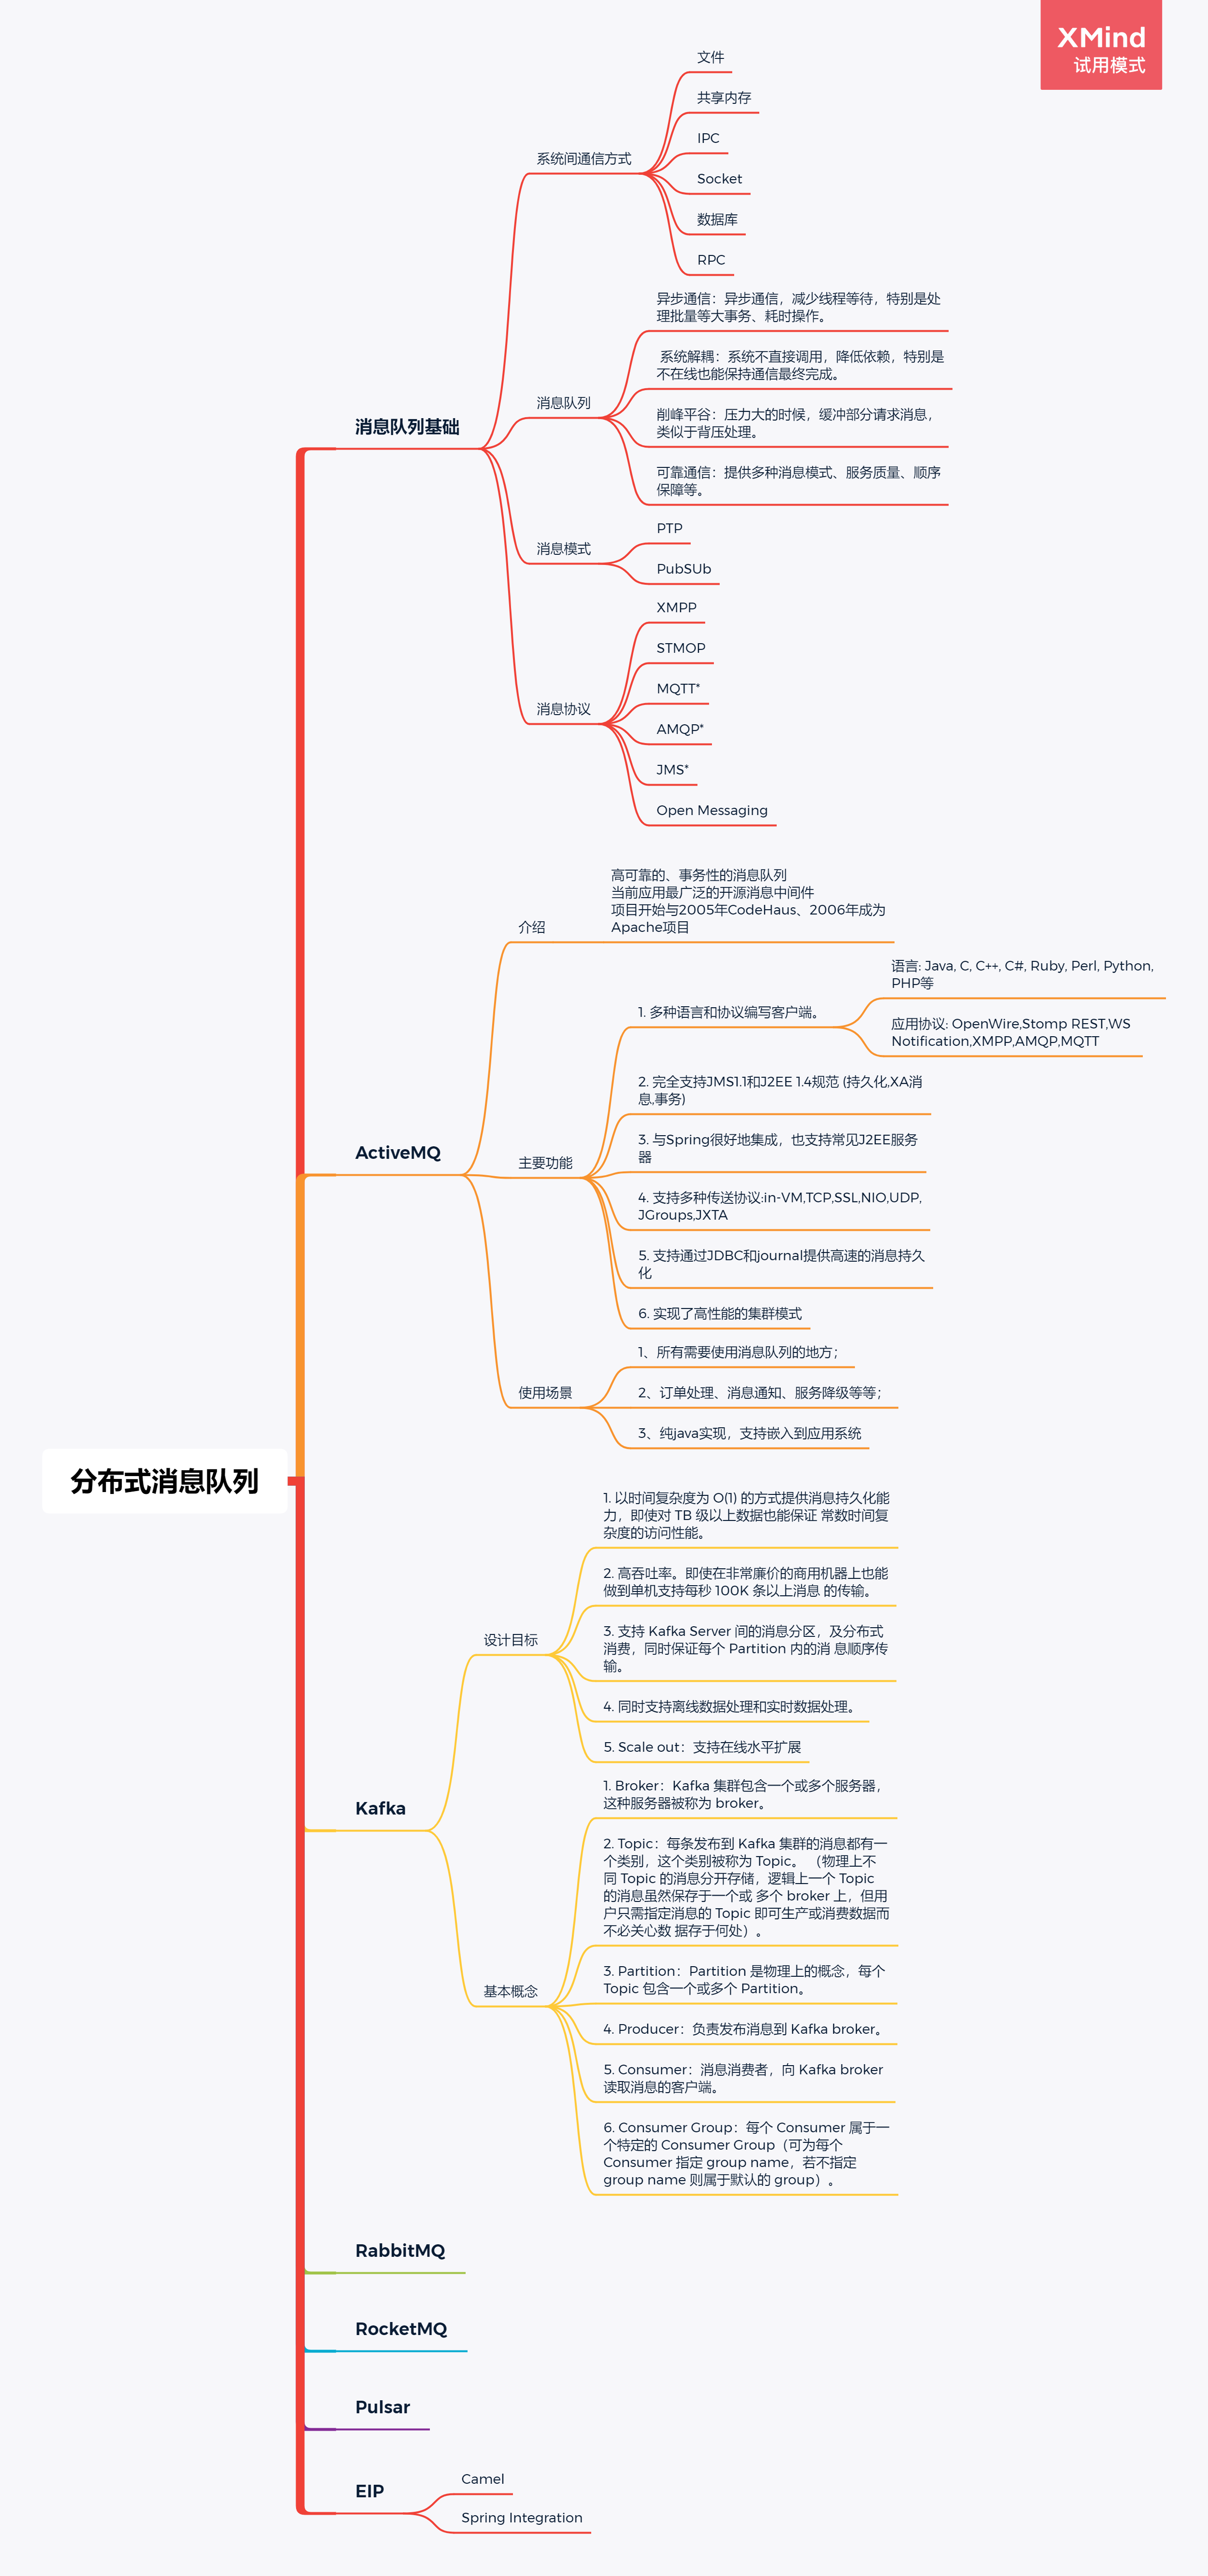 XMind
试用模式
文件
共享内存
IPC
系统间通信方式
Socket
数据库
RPC
异步通信：异步通信，减少线程等待，特别是处
理批量等大事务、耗时操作。
系统解耦：系统不直接调用，降低依赖，特别是
不在线也能保持通信最终完成。
消息队列
削峰平谷：压力大的时候，缓冲部分请求消息，
类似于背压处理。
消息队列基础
可靠通信：提供多种消息模式、服务质量、顺序
保障等。
PTP
消息模式
PubSUb
XMPP
STMOP
MQTT*
消息协议
AMQP*
JMS*
Open Messaging
高可靠的、事务性的消息队列
当前应用最广泛的开源消息中间件
项目开始与2005年CodeHaus、2006年成为
Apache项目
介绍
语言: Java, C, C++, C#, Ruby, Perl, Python,
PHP等
1. 多种语言和协议编写客户端。
应用协议: OpenWire,Stomp REST,WS
Notification,XMPP,AMQP,MQTT
2. 完全支持JMS1.1和J2EE 1.4规范 (持久化,XA消
息,事务)
3. 与Spring很好地集成，也支持常见J2EE服务
器
ActiveMQ
主要功能
4. 支持多种传送协议:in-VM,TCP,SSL,NIO,UDP,
JGroups,JXTA
5. 支持通过JDBC和journal提供高速的消息持久
化
6. 实现了高性能的集群模式
1、所有需要使用消息队列的地方；
使用场景
2、订单处理、消息通知、服务降级等等；
3、纯java实现，支持嵌入到应用系统
分布式消息队列
1. 以时间复杂度为 O(1) 的方式提供消息持久化能
力，即使对 TB 级以上数据也能保证 常数时间复
杂度的访问性能。
2. 高吞吐率。即使在非常廉价的商用机器上也能
做到单机支持每秒 100K 条以上消息 的传输。
3. 支持 Kafka Server 间的消息分区，及分布式
消费，同时保证每个 Partition 内的消 息顺序传
输。
设计目标
4. 同时支持离线数据处理和实时数据处理。
5. Scale out：支持在线水平扩展
Kafka
1. Broker：Kafka 集群包含一个或多个服务器，
这种服务器被称为 broker。
2. Topic：每条发布到 Kafka 集群的消息都有一
个类别，这个类别被称为 Topic。 （物理上不
同 Topic 的消息分开存储，逻辑上一个 Topic
的消息虽然保存于一个或 多个 broker 上，但用
户只需指定消息的 Topic 即可生产或消费数据而
不必关心数 据存于何处）。
基本概念
3. Partition：Partition 是物理上的概念，每个
Topic 包含一个或多个 Partition。
4. Producer：负责发布消息到 Kafka broker。
5. Consumer：消息消费者，向 Kafka broker
读取消息的客户端。
6. Consumer Group：每个 Consumer 属于一
个特定的 Consumer Group（可为每个
Consumer 指定 group name，若不指定
group name 则属于默认的 group）。
RabbitMQ
RocketMQ
Pulsar
EIP
Camel
Spring Integration